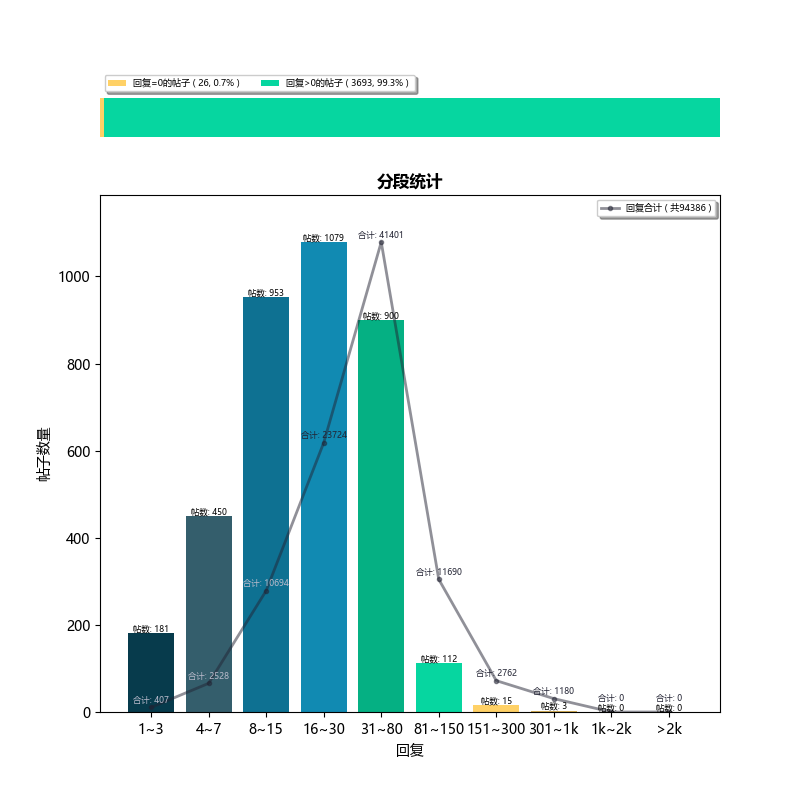 回复=0的帖子 ( 26, 0.7% ) 回复>0的帖子 ( 3693, 99.3% )
分段统计
回复合计 ( 共94386 )
合计: 41401
帖数: 1079
帖数: 900
帖数: 953
合计: 23724
帖数: 450
合计: 10694
合计: 11690
帖数: 181
帖数: 112
合计: 2528
合计: 2762
合计: 407
帖数: 15
合计: 1180
帖数: 3
合计: 0
帖数: 0
合计: 0
帖数: 0
1000
800
600
400
200
0
帖子数量
1~3 4~7 8~15 16~30 31~80 81~150 151~300 301~1k 1k~2k >2k
回复